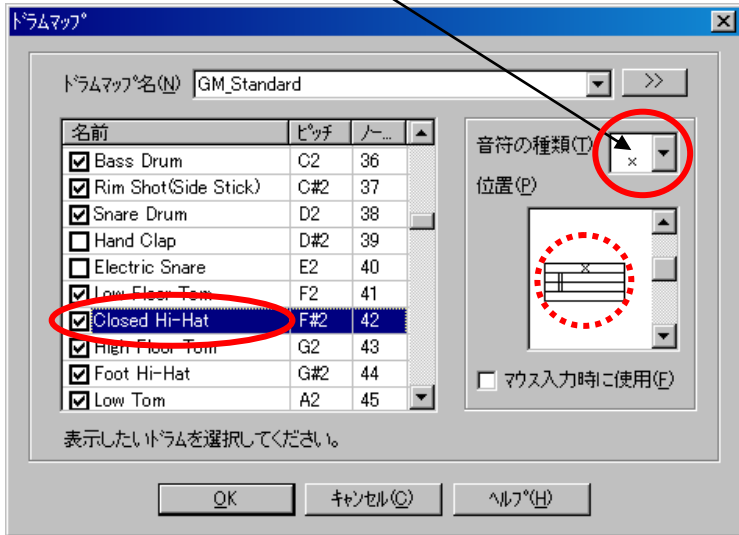 ドラムマップ
ドラムマップ名(N) GM_Standard >>
名前 ピッチ ノー...
Bass Drum C2 36
Rim Shot(Side Stick) C#2 37
Snare Drum D2 38
Hand Clap D#2 39
Electric Snare E2 40
Low Floor Tom F2 41
Closed Hi-Hat F#2 42
High Floor Tom G2 43
Foot Hi-Hat G#2 44
Low Tom A2 45
音符の種類(T)
位置(P)
マウス入力時に使用(F)
表示したいドラムを選択してください。
OK キャンセル(C) ヘルプ(H)